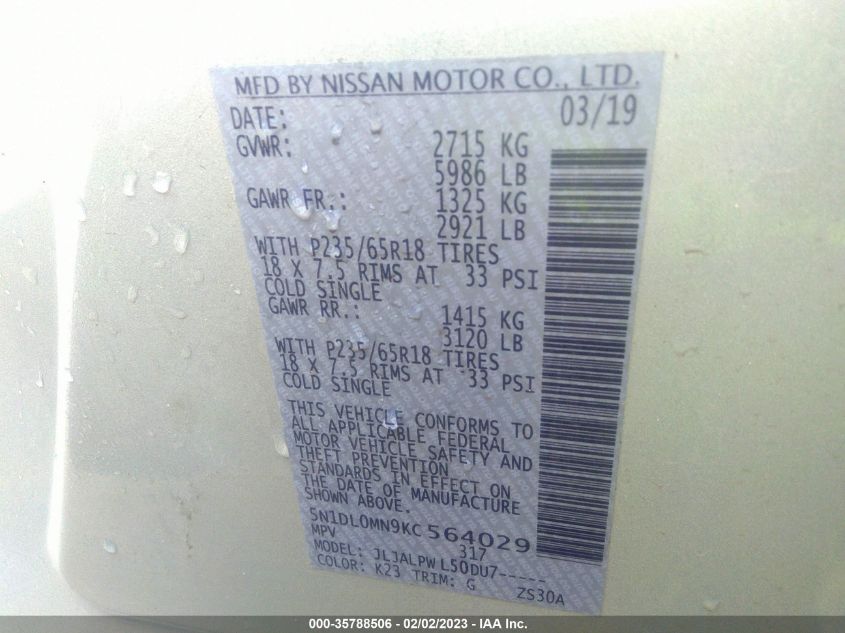 MFD BY NISSAN MOTOR CO., LTD.
DATE: 03/19
GVWR: 2715 KG
5986 LB
GAWR FR.: 1325 KG
2921 LB
WITH P235/65R18 TIRES
18 X 7.5 RIMS AT 33 PSI
COLD SINGLE
GAWR RR.: 1415 KG
3120 LB
WITH P235/65R18 TIRES
18 X 7.5 RIMS AT 33 PSI
COLD SINGLE
THIS VEHICLE CONFORMS TO
ALL APPLICABLE FEDERAL
MOTOR VEHICLE SAFETY AND
THEFT PREVENTION
STANDARDS IN EFFECT ON
THE DATE OF MANUFACTURE
SHOWN ABOVE.
5N1DL0MN9KC564029
MPV 317
MODEL: JLJALPWL50DU7-----
COLOR: K23 TRIM: G ZS30A
000-35788506 - 02/02/2023 - IAA Inc.